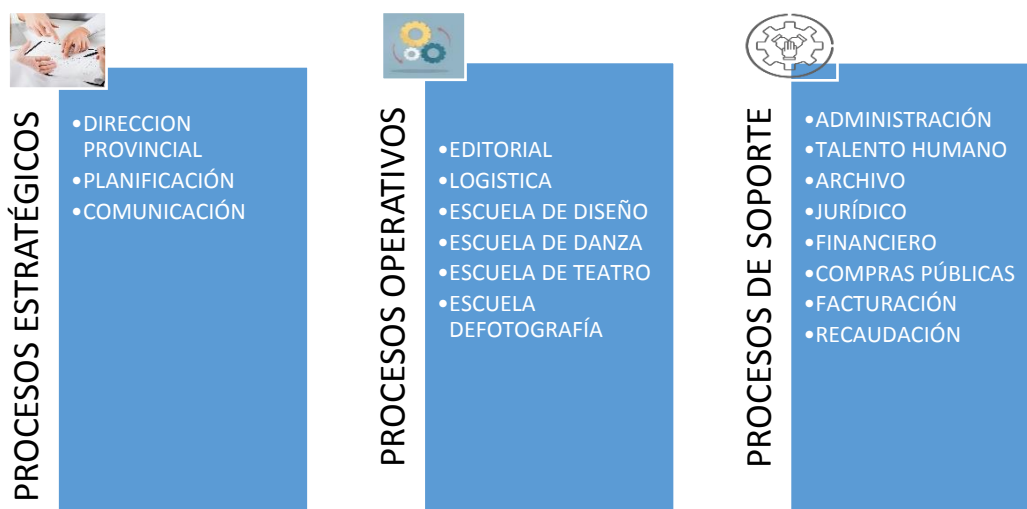 PROCESOS ESTRATÉGICOS
•DIRECCION
PROVINCIAL
•PLANIFICACIÓN
•COMUNICACIÓN
PROCESOS OPERATIVOS
•EDITORIAL
•LOGISTICA
•ESCUELA DE DISEÑO
•ESCUELA DE DANZA
•ESCUELA DE TEATRO
•ESCUELA
DEFOTOGRAFÍA
PROCESOS DE SOPORTE
•ADMINISTRACIÓN
•TALENTO HUMANO
•ARCHIVO
•JURÍDICO
•FINANCIERO
•COMPRAS PÚBLICAS
•FACTURACIÓN
•RECAUDACIÓN